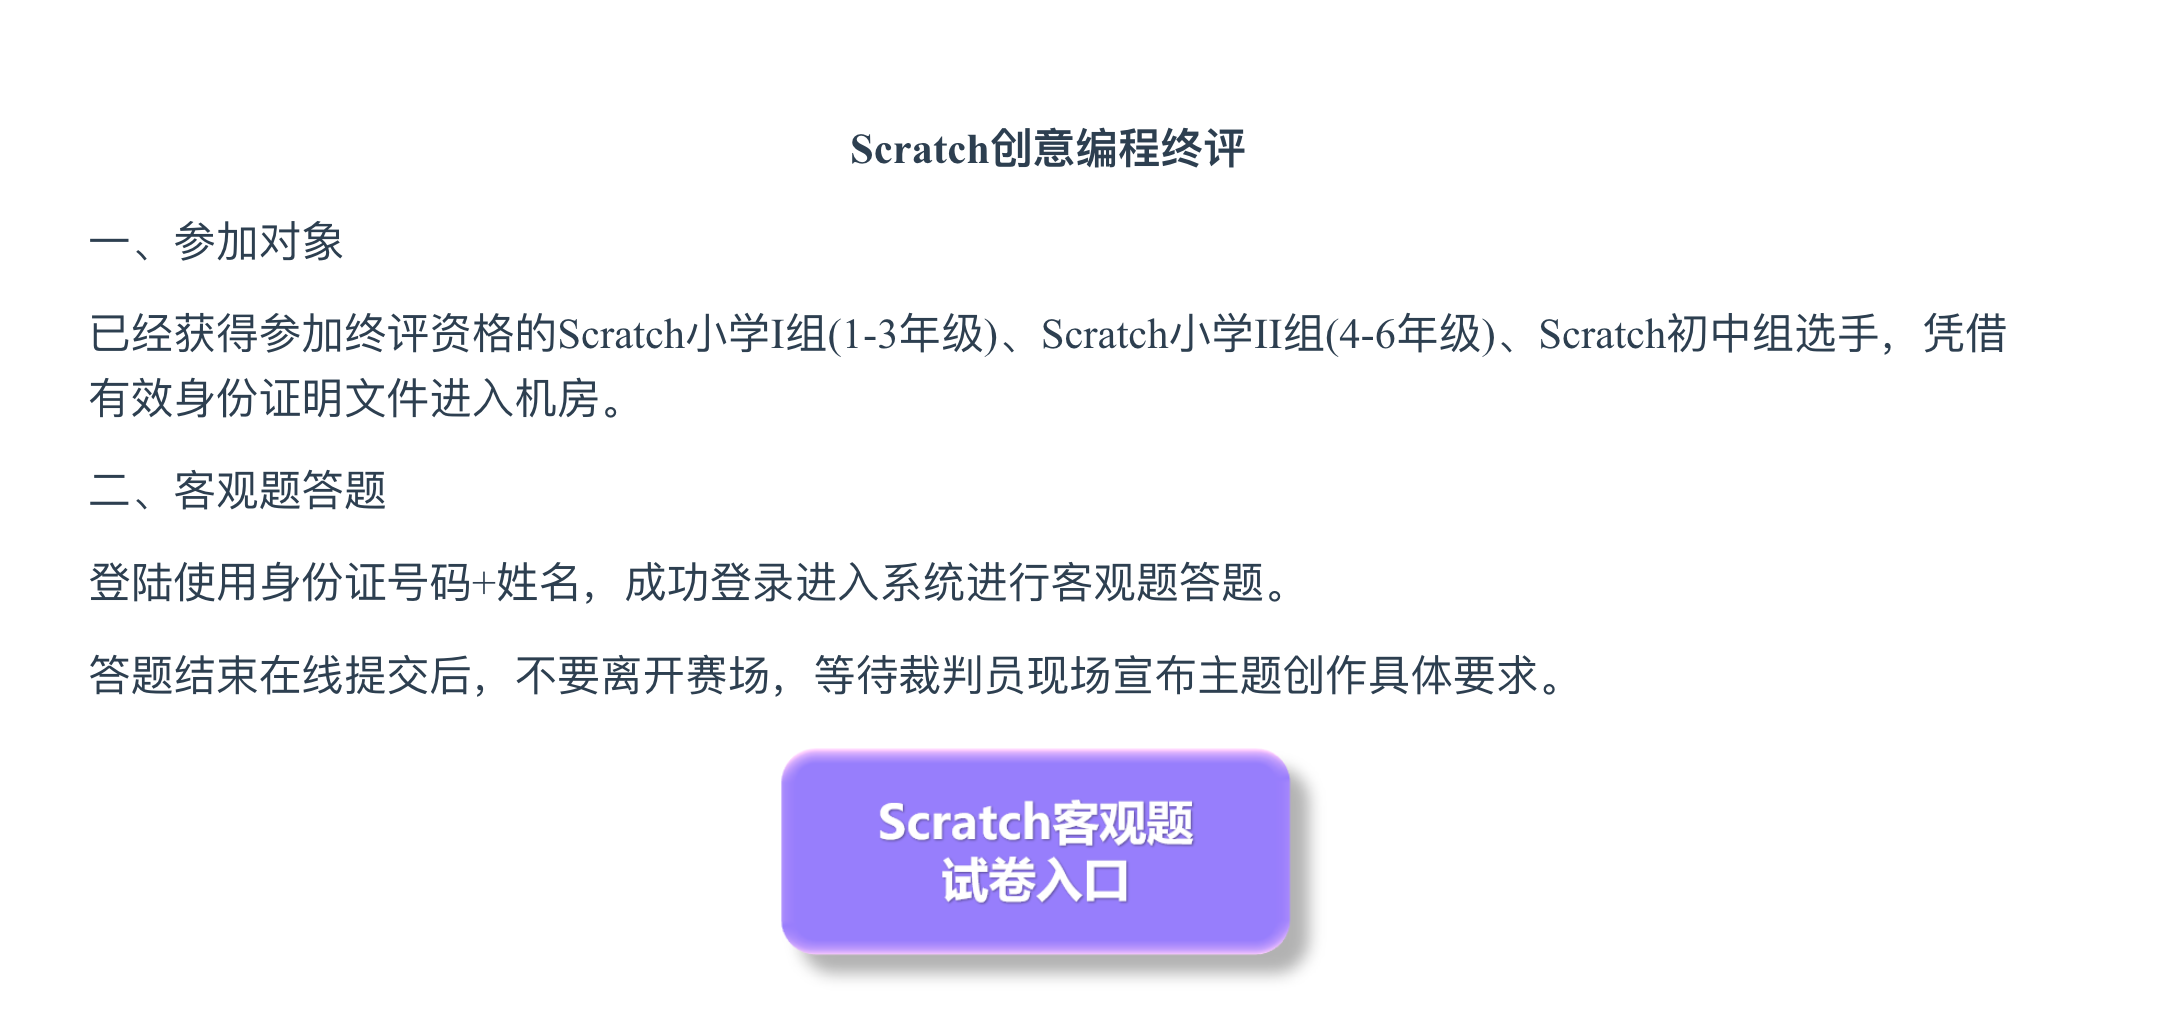 Scratch创意编程终评
一、参加对象
已经获得参加终评资格的Scratch小学I组(1-3年级)、Scratch小学II组(4-6年级)、Scratch初中组选手，凭借
有效身份证明文件进入机房。
二、客观题答题
登陆使用身份证号码+姓名，成功登录进入系统进行客观题答题。
答题结束在线提交后，不要离开赛场，等待裁判员现场宣布主题创作具体要求。
Scratch客观题
试卷入口